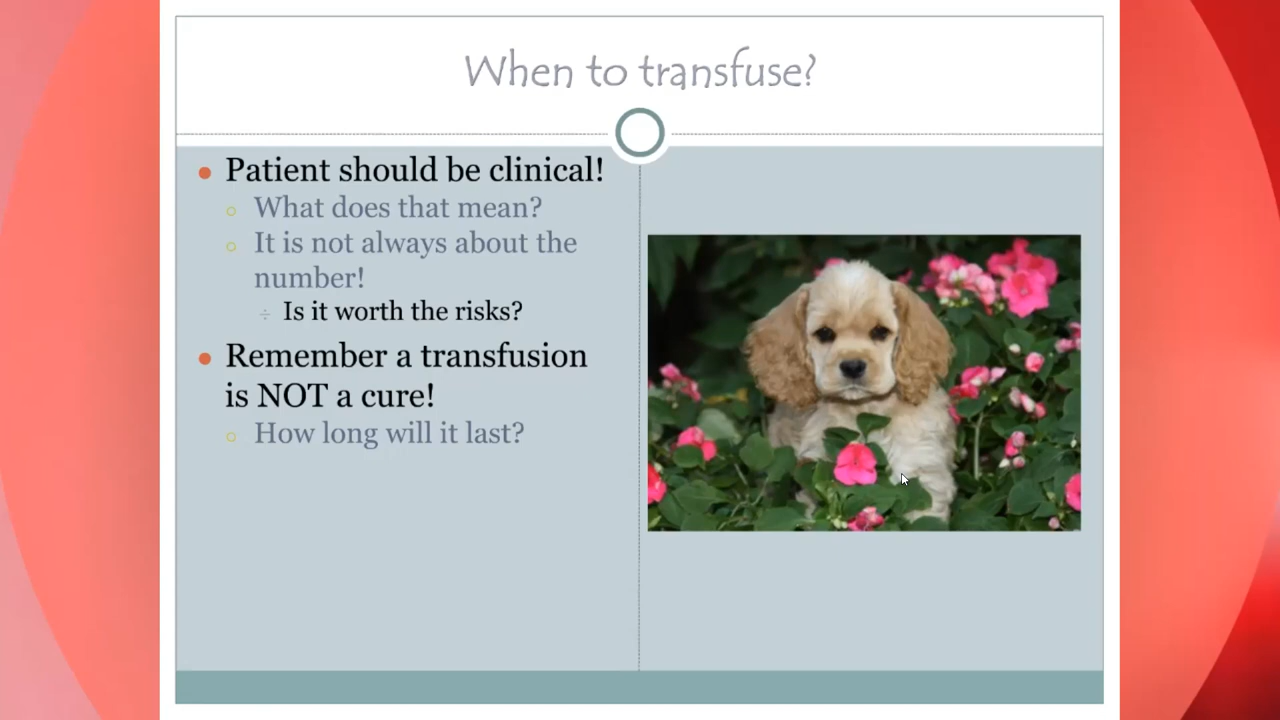 When to transfuse?
Patient should be clinical!
What does that mean?
It is not always about the
number!
Is it worth the risks?
Remember a transfusion
is NOT a cure!
How long will it last?